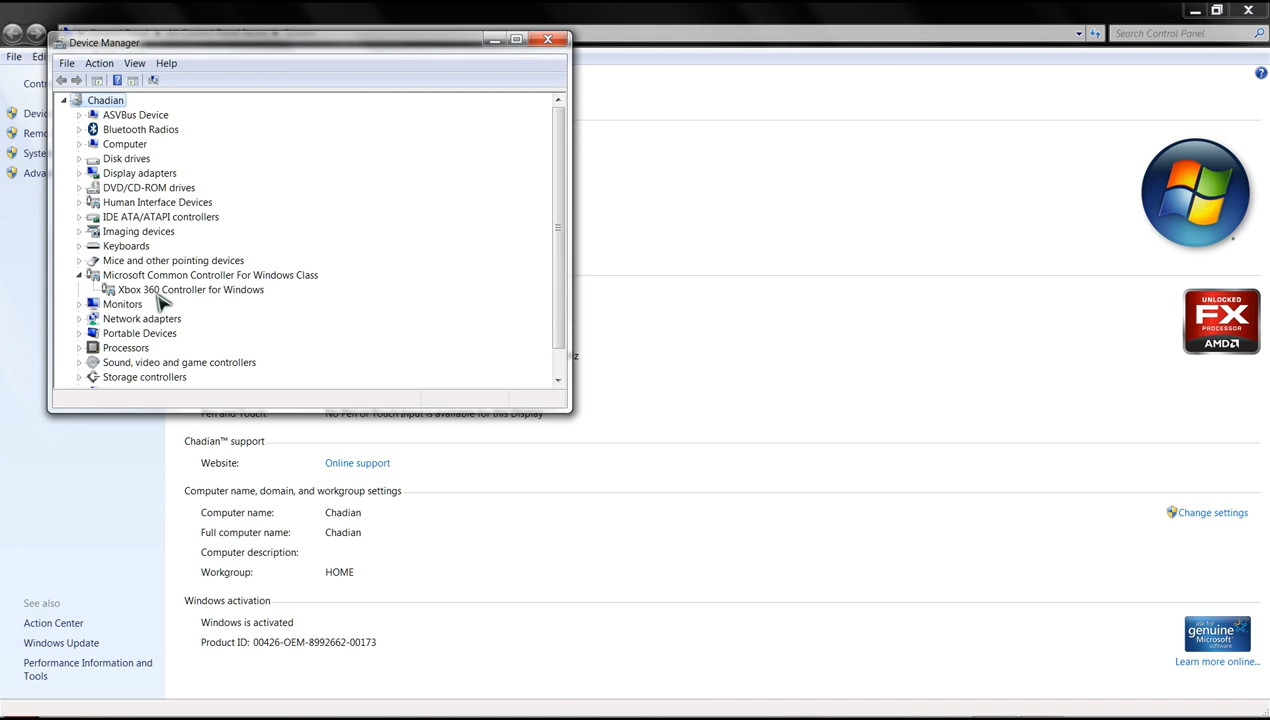 Search Control Panel
Device Manager
File
Edi
File Action View Help
Contr
Devic
Remo
Syste
Adva
Chadian
ASVBus Device
Bluetooth Radios
Computer
Disk drives
Display adapters
DVD/CD-ROM drives
Human Interface Devices
IDE ATA/ATAPI controllers
Imaging devices
Keyboards
Mice and other pointing devices
Microsoft Common Controller For Windows Class
Xbox 360 Controller for Windows
Monitors
Network adapters
Portable Devices
Processors
Sound, video and game controllers
Storage controllers
UNLOCKED
FX
PROCESSOR
AMD
z
Pen and Touch: No Pen or Touch Input is available for this Display
Chadian™ support
Website: Online support
Computer name, domain, and workgroup settings
Computer name: Chadian
Change settings
Full computer name: Chadian
Computer description:
Workgroup: HOME
Windows activation
Windows is activated
Product ID: 00426-OEM-8992662-00173
See also
Action Center
Windows Update
Performance Information and
Tools
ask for
genuine
Microsoft
software
Learn more online...